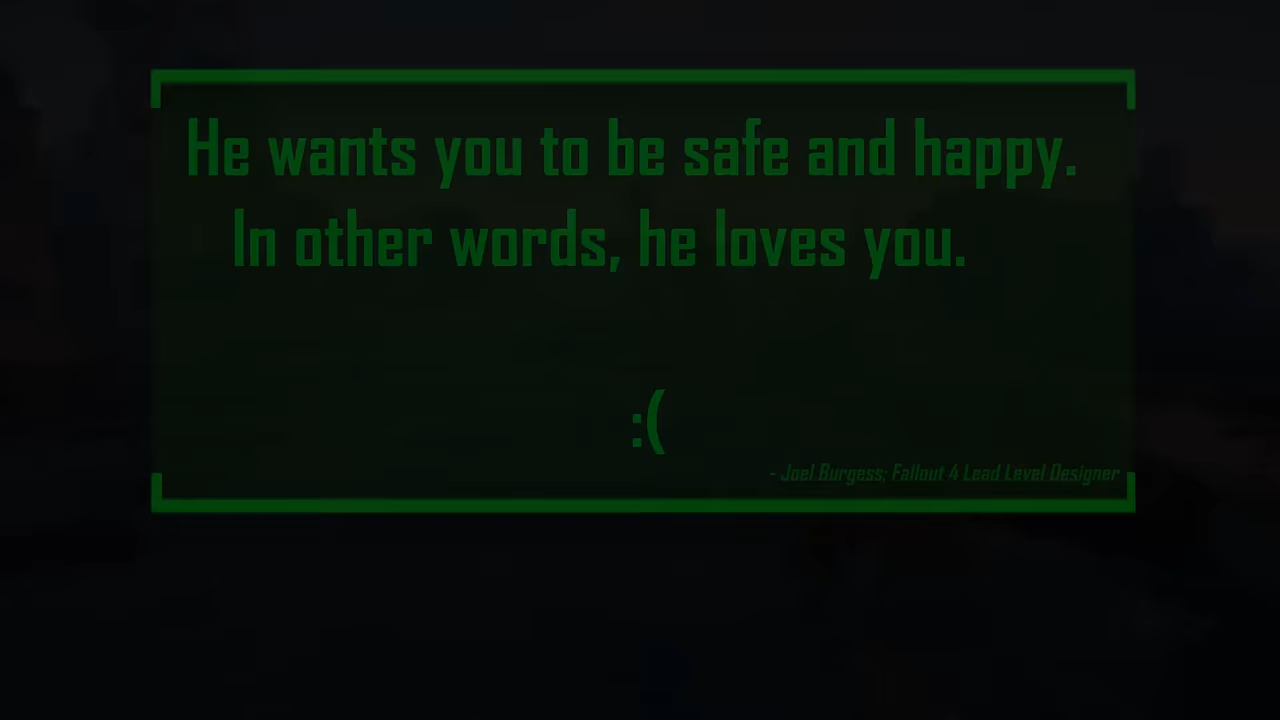 He wants you to be safe and happy.
In other words, he loves you.
:(
- Joel Burgess; Fallout 4 Lead Level Designer